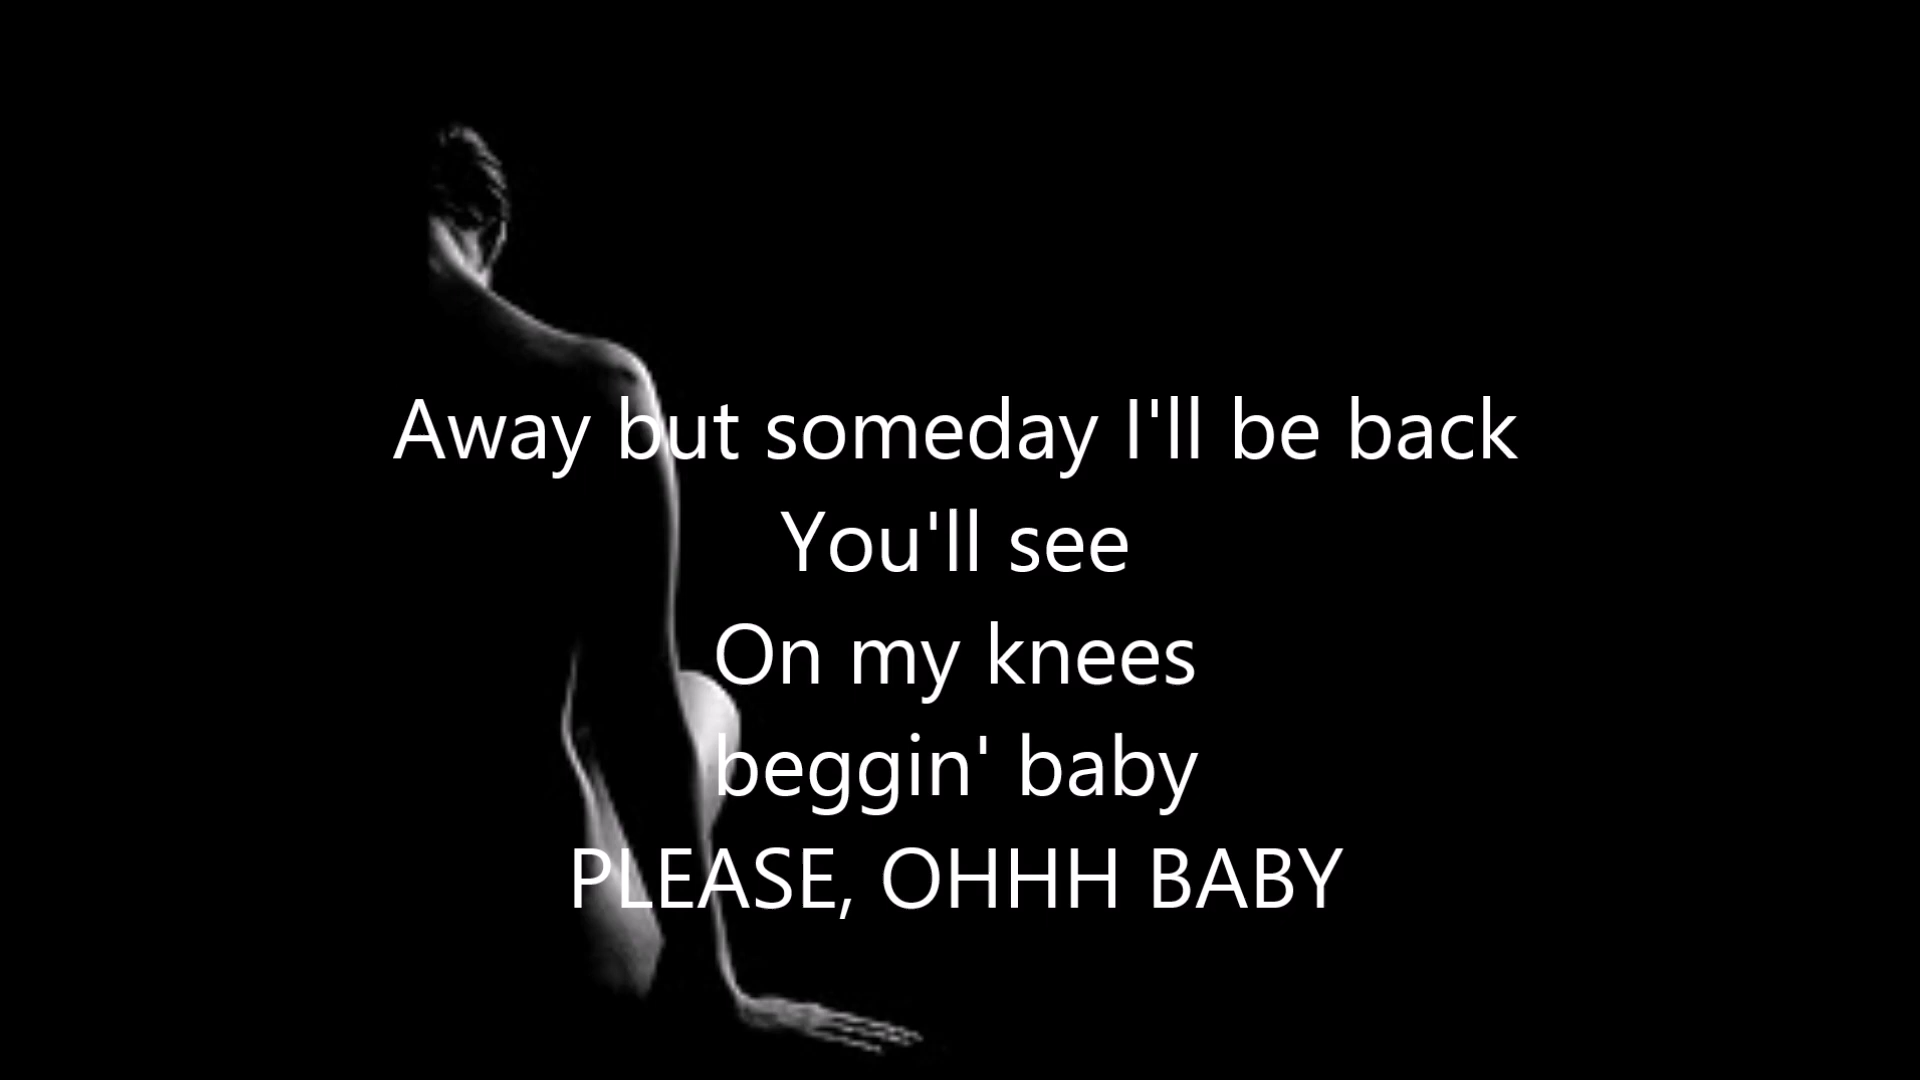 Away but someday I'll be back
You'll see
On my knees
beggin' baby
PLEASE, OHHH BABY